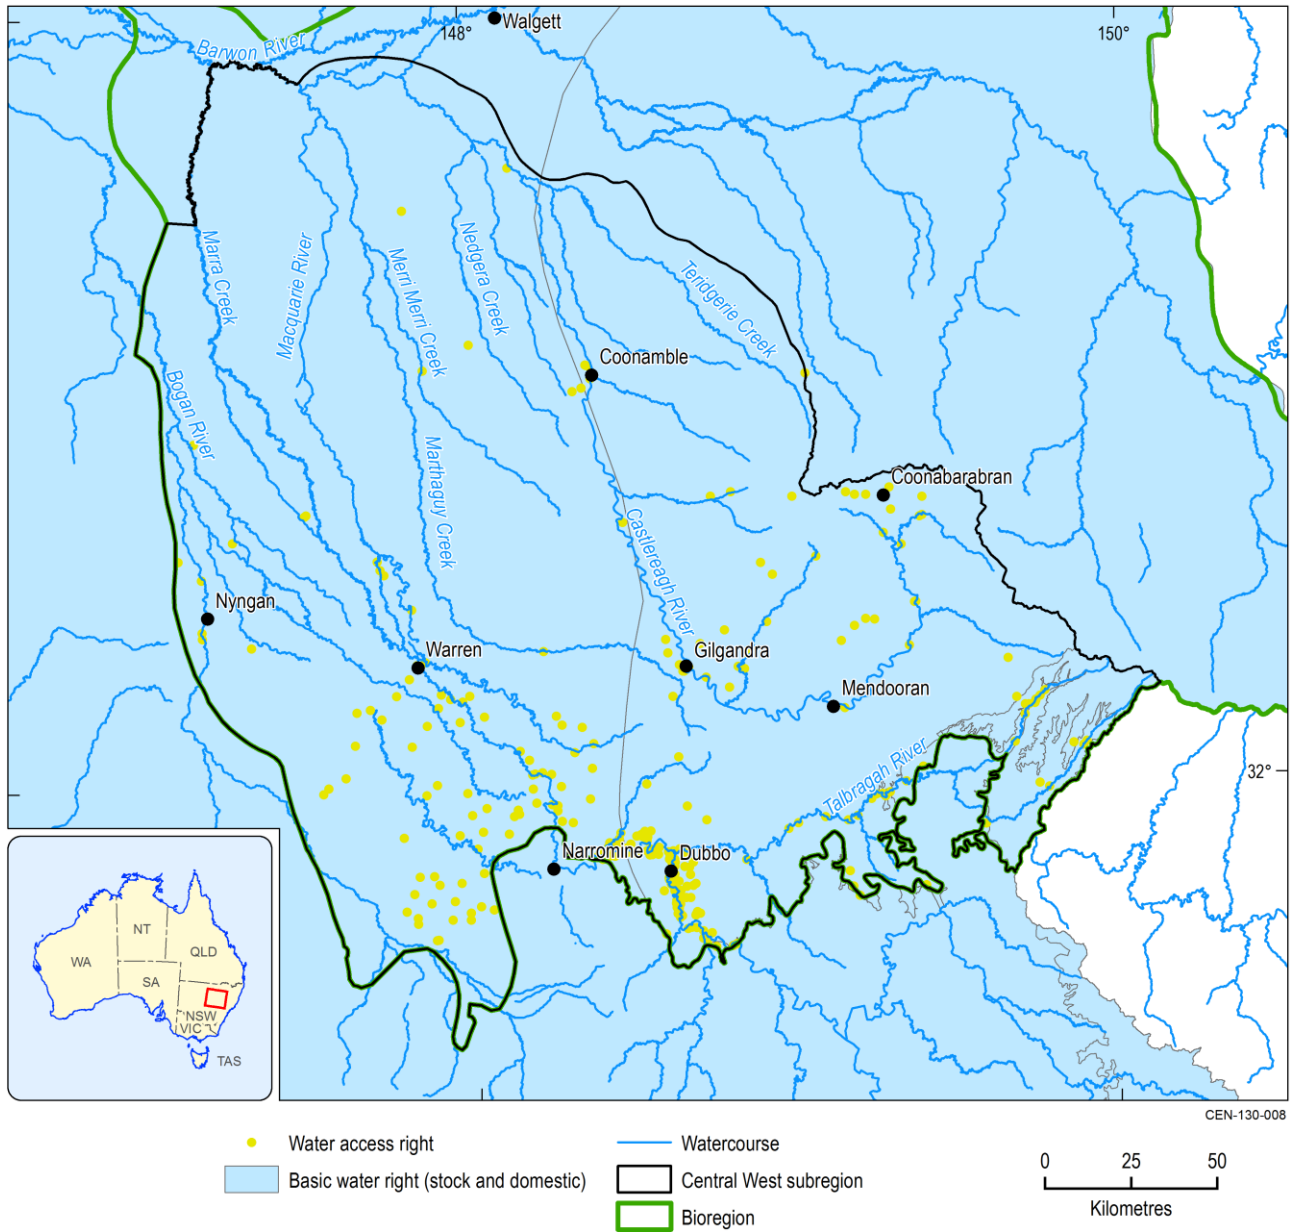 148°
150°
Walgett
Barwon River
Marra Creek
Macquarie River
Merri Merri Creek
Nedgera Creek
Teridgerie Creek
Coonamble
Bogan River
Marthaguy Creek
Castlereagh River
Coonabarabran
Nyngan
Warren
Gilgandra
Mendooran
Talbragah River
32°
Narromine
Dubbo
NT
QLD
WA
SA
NSW
VIC
TAS
CEN-130-008
Water access right
Basic water right (stock and domestic)
Watercourse
Central West subregion
Bioregion
0 25 50
Kilometres